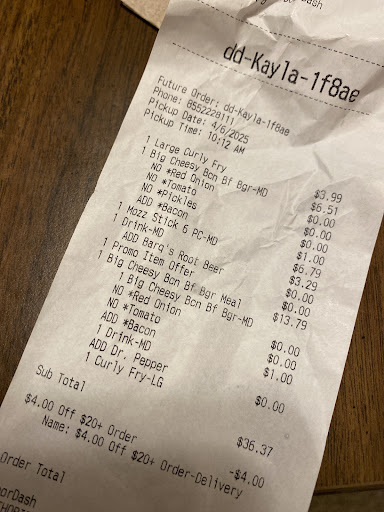 Dash
dd-Kayla-1f8ae
Future Order: dd-Kayla-1f8ae
Phone: 8552228111
Pickup Date: 4/6/2025
Pickup Time: 10:12 AM
1 Large Curly Fry $3.99
1 Big Cheesy Bcn Bf Bgr-MD $6.51
NO *Red Onion $0.00
NO *Tomato $0.00
NO *Pickles $0.00
ADD *Bacon $1.00
1 Mozz Stick 6 PC-MD $6.79
1 Drink-MD $3.29
ADD Barq's Root Beer $0.00
1 Promo Item Offer $0.00
1 Big Cheesy Bcn Bf Bgr Meal $13.79
1 Big Cheesy Bcn Bf Bgr-MD
NO *Red Onion $0.00
NO *Tomato $0.00
ADD *Bacon $1.00
1 Drink-MD
ADD Dr. Pepper $0.00
1 Curly Fry-LG
Sub Total $36.37
$4.00 Off $20+ Order -$4.00
Name: $4.00 Off $20+ Order-Delivery
Order Total
orDash